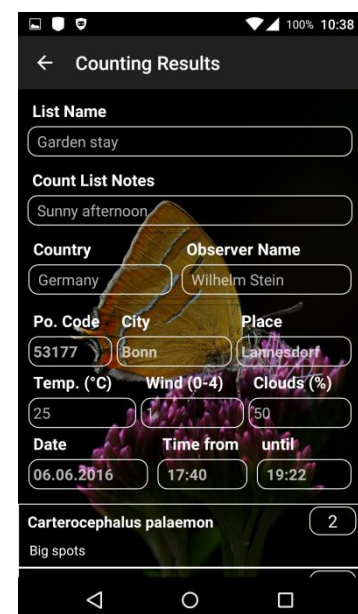 100% 10:38
Counting Results
List Name
Garden stay
Count List Notes
Sunny afternoon
Country Observer Name
Germany Wilhelm Stein
Po. Code City Place
53177 Bonn Lannesdorf
Temp. (°C) Wind (0-4) Clouds (%)
25 1 50
Date Time from until
06.06.2016 17:40 19:22
Carterocephalus palaemon 2
Big spots